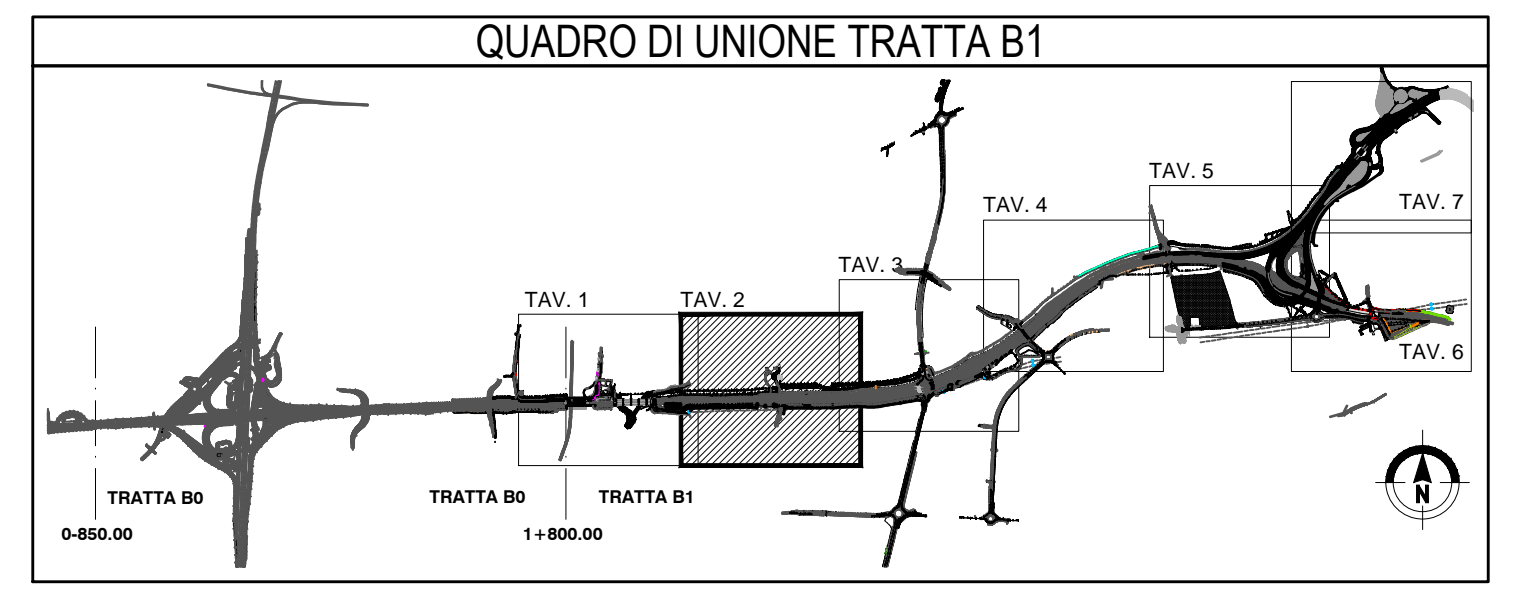 QUADRO DI UNIONE TRATTA B1
TAV. 5
TAV. 7
TAV. 4
TAV. 3
TAV. 1
TAV. 2
TAV. 6
TRATTA B0
TRATTA B0
TRATTA B1
0-850.00
1+800.00
N